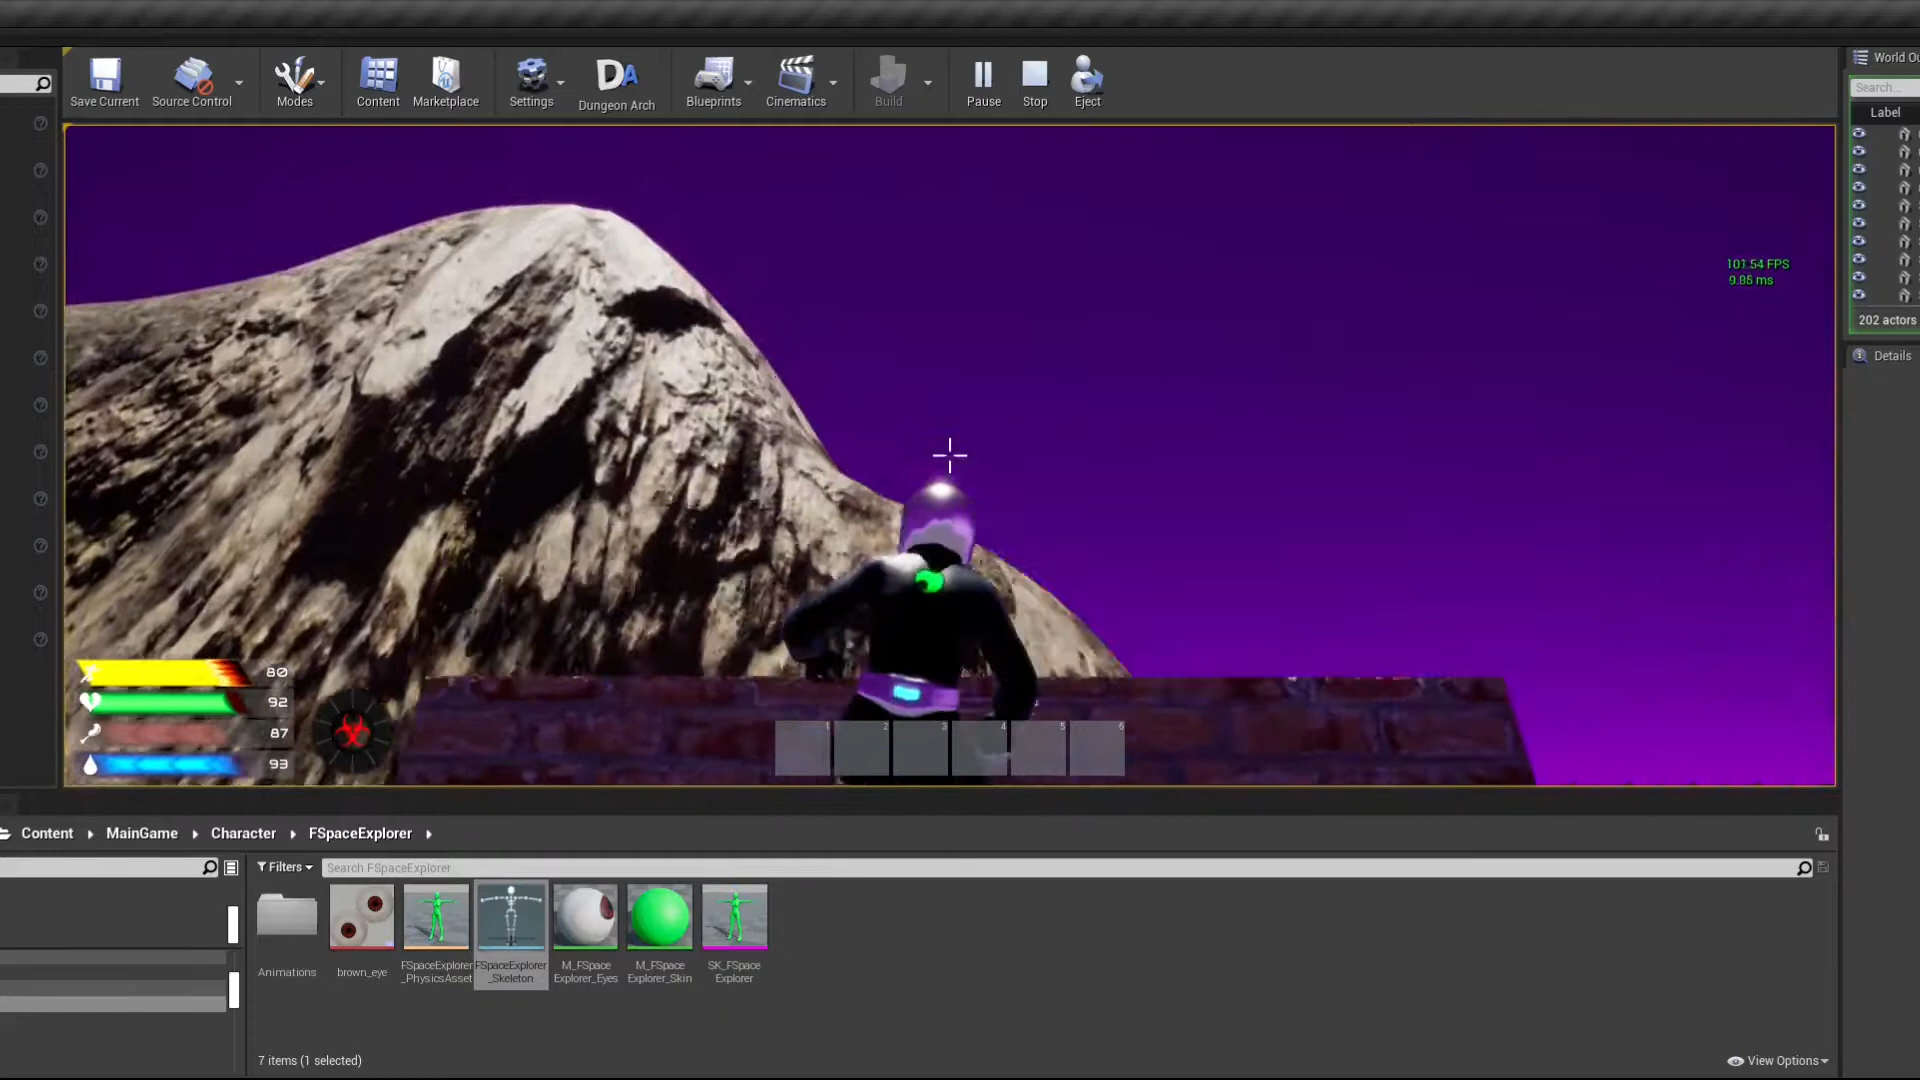 World Ou
Save Current
Source Control
Modes
Content
Marketplace
Settings
Dungeon Arch
Blueprints
Cinematics
Build
Pause
Stop
Eject
Search...
Label
101.54 FPS
9.85 ms
202 actors
Details
80
92
87
93
1 2 3 4 5 6
Content MainGame Character FSpaceExplorer
Filters
Search FSpaceExplorer
Animations
brown_eye
FSpaceExplorer
_PhysicsAsset
FSpaceExplorer
_Skeleton
M_FSpace
Explorer_Eyes
M_FSpace
Explorer_Skin
SK_FSpace
Explorer
7 items (1 selected)
View Options